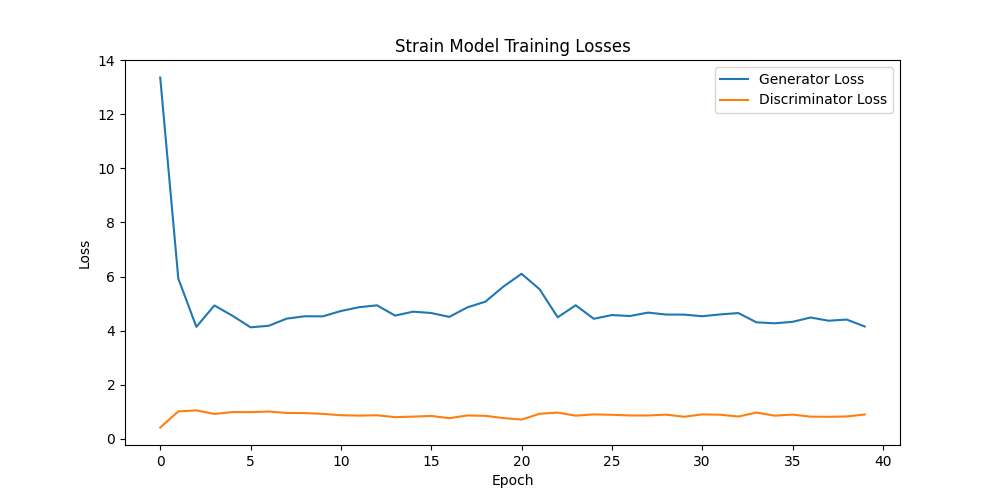 Strain Model Training Losses
Generator Loss
Discriminator Loss
14
12
10
8
6
4
2
0
Loss
0 5 10 15 20 25 30 35 40
Epoch